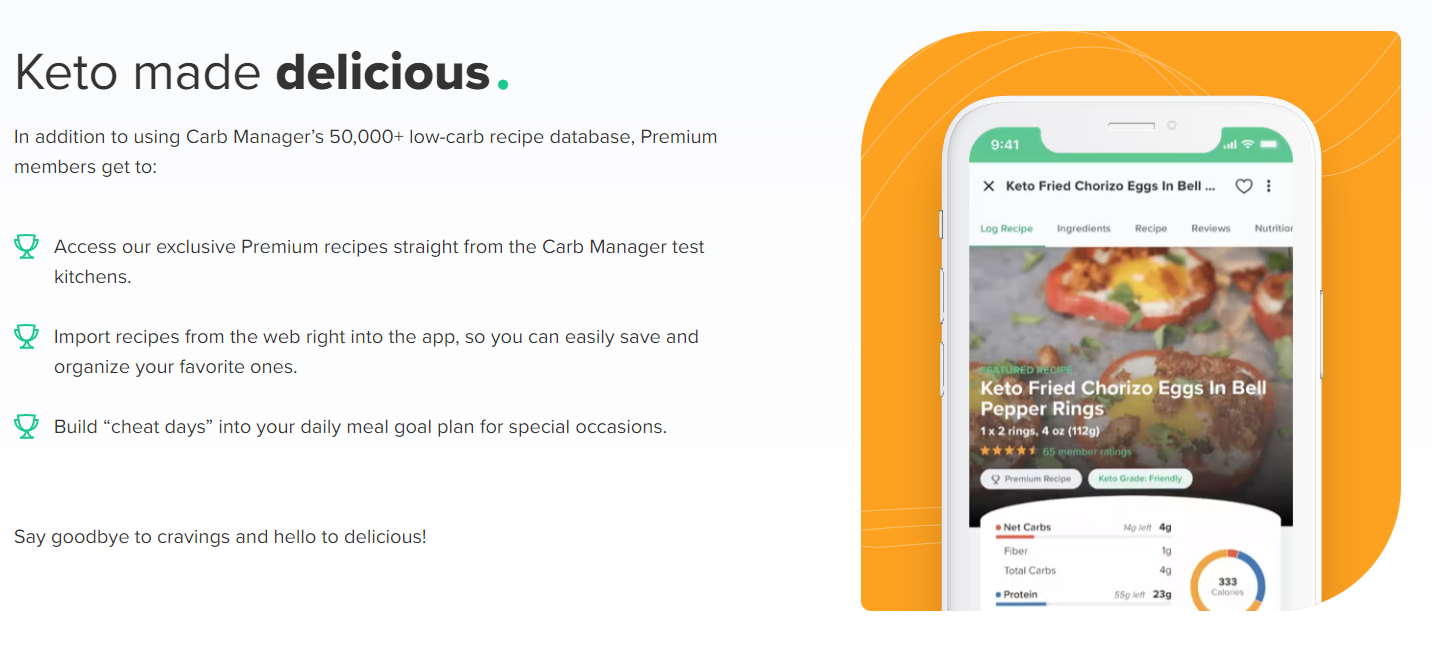 Keto made delicious.
In addition to using Carb Manager’s 50,000+ low-carb recipe database, Premium
members get to:
Access our exclusive Premium recipes straight from the Carb Manager test
kitchens.
Import recipes from the web right into the app, so you can easily save and
organize your favorite ones.
Build “cheat days” into your daily meal goal plan for special occasions.
Say goodbye to cravings and hello to delicious!
9:41
Keto Fried Chorizo Eggs In Bell ...
Log Recipe Ingredients Recipe Reviews Nutrition
FEATURED RECIPE
Keto Fried Chorizo Eggs In Bell
Pepper Rings
1 x 2 rings, 4 oz (112g)
65 member ratings
Premium Recipe Keto Grade: Friendly
Net Carbs 14g left 4g
Fiber 1g
Total Carbs 4g
Protein 55g left 23g
333
Calories